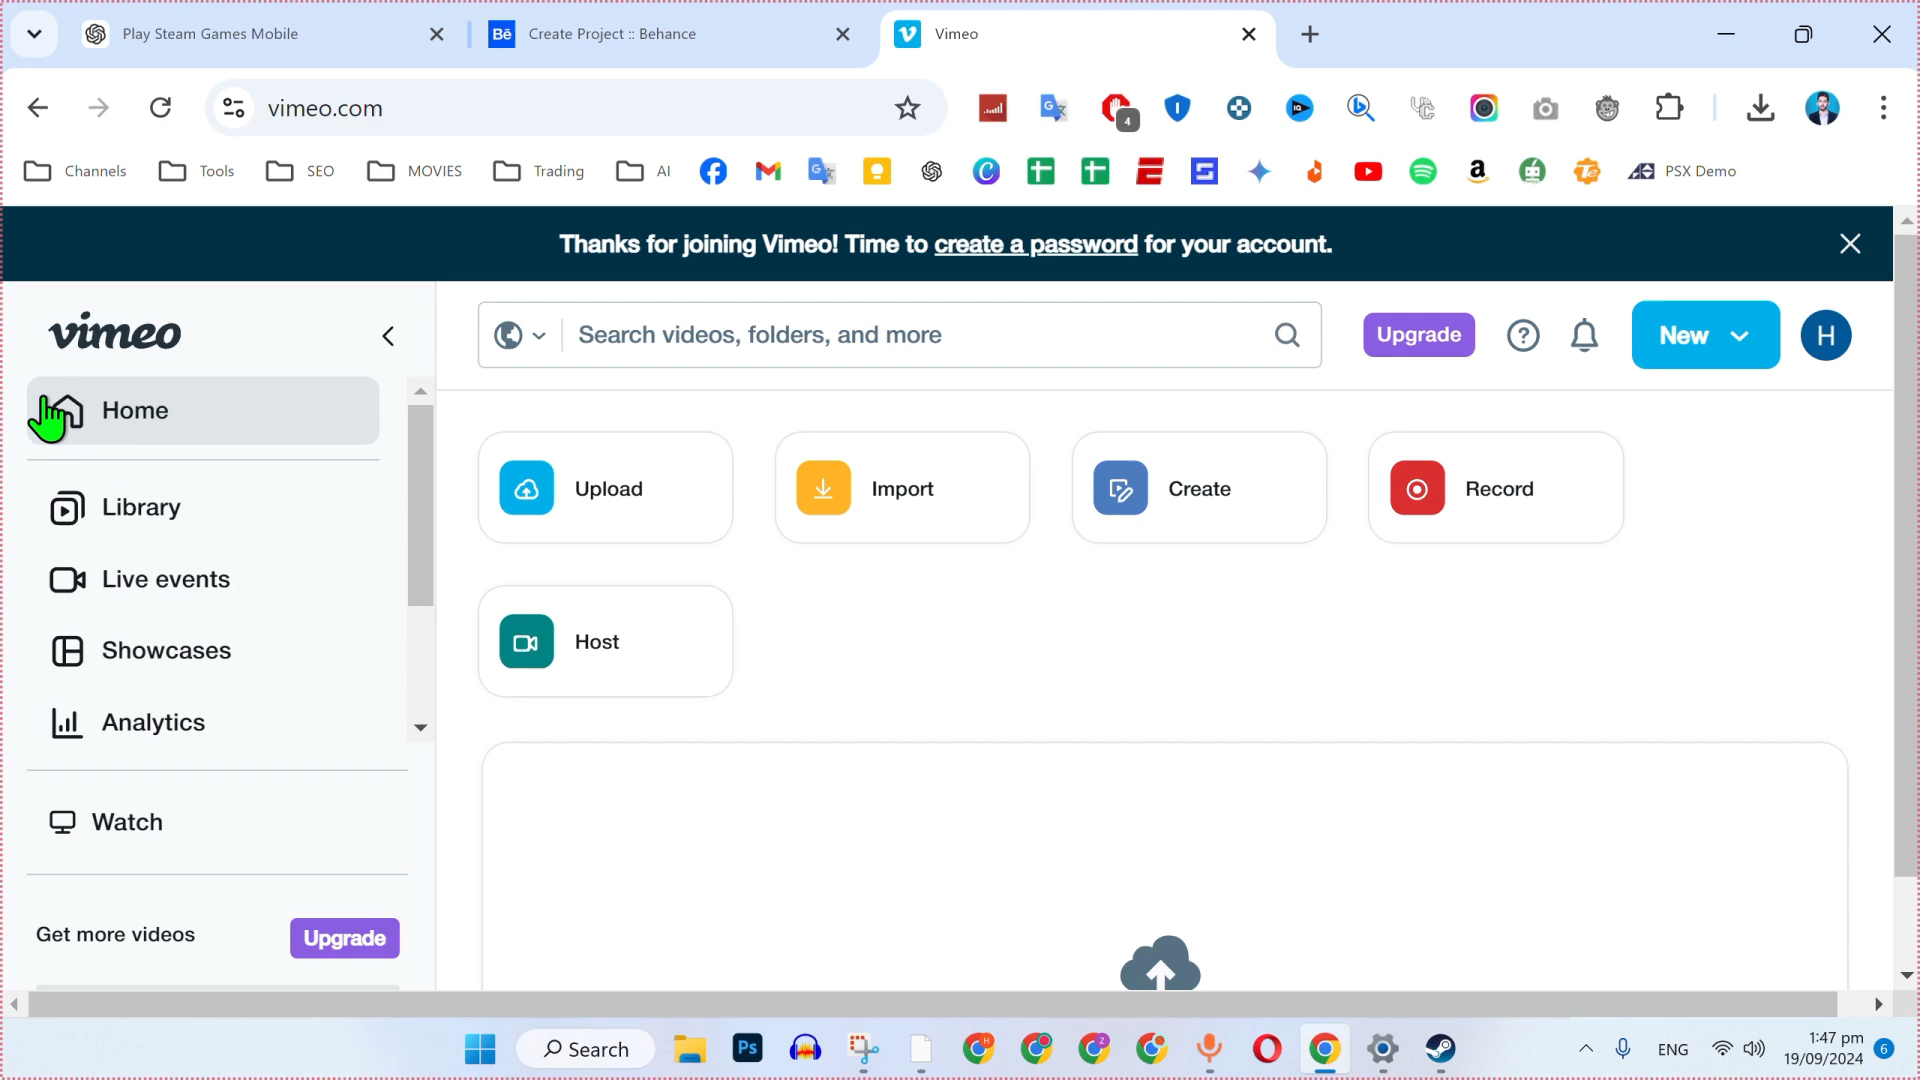 Play Steam Games Mobile
Bē Create Project :: Behance
Vimeo
vimeo.com
4
Channels
Tools
SEO
MOVIES
Trading
AI
PSX Demo
Thanks for joining Vimeo! Time to create a password for your account.
vimeo
Search videos, folders, and more
Upgrade
New
H
Home
Library
Live events
Showcases
Analytics
Watch
Get more videos
Upgrade
Upload
Import
Create
Record
Host
Search
Ps
ENG
1:47 pm
19/09/2024
6